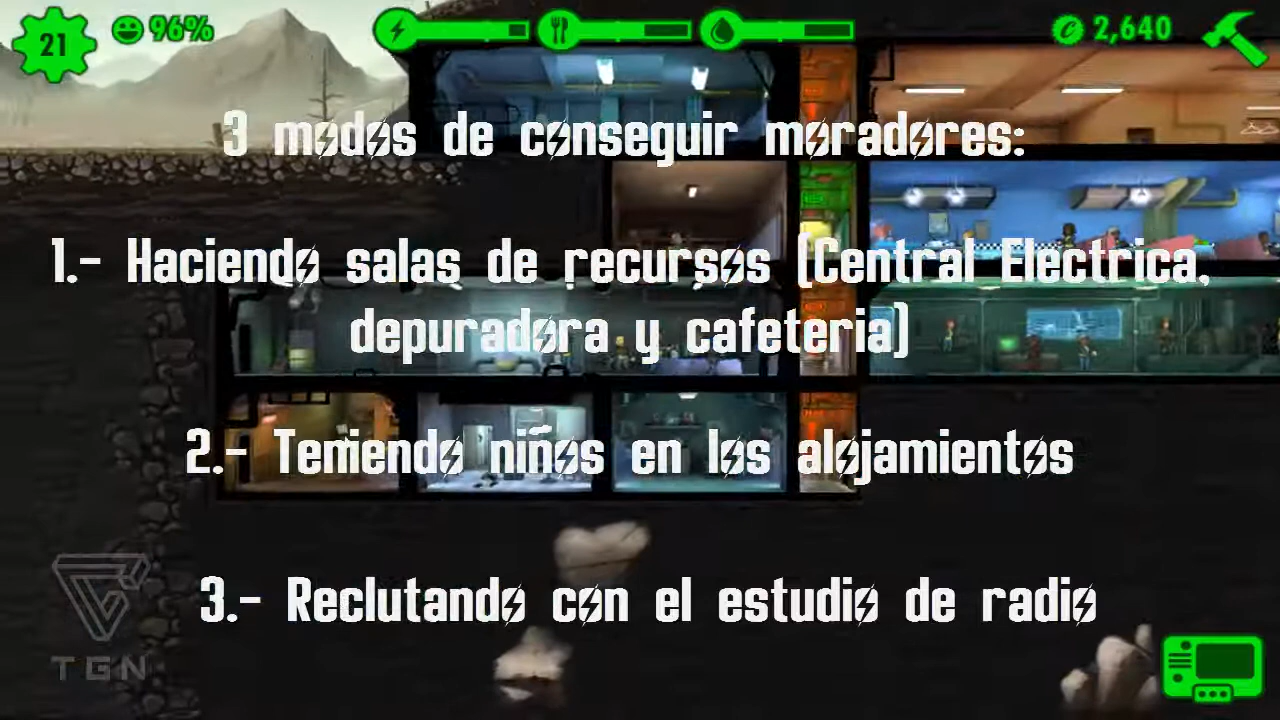 21 96% 2,640
3 modos de conseguir moradores:
1.- Haciendo salas de recursos (Central Electrica,
depuradora y cafeteria)
2.- Teniendo niños en los alojamientos
3.- Reclutando con el estudio de radio
TGN